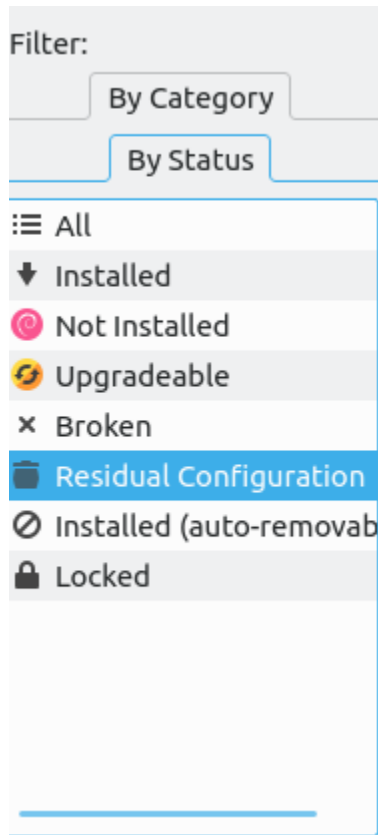 Filter:
By Category
By Status
All
Installed
Not Installed
Upgradeable
Broken
Residual Configuration
Installed (auto-removab
Locked